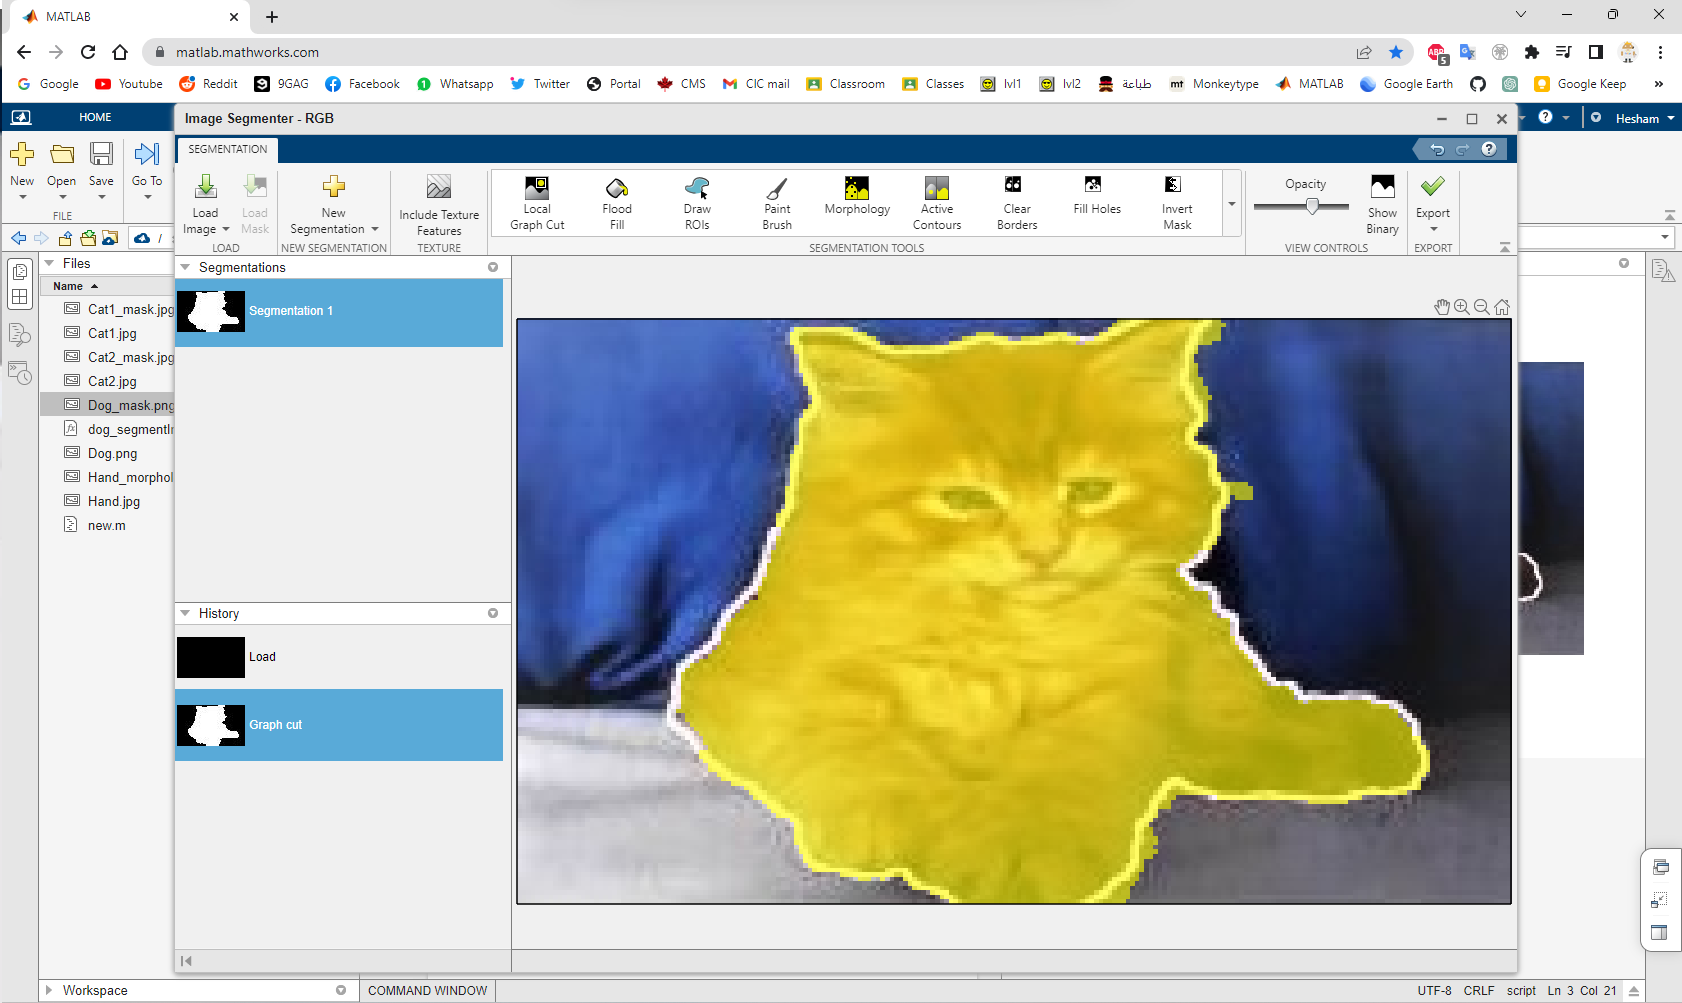 MATLAB
matlab.mathworks.com
ABP
5
Google
Youtube
Reddit
9GAG
Facebook
Whatsapp
Twitter
Portal
CMS
CIC mail
Classroom
Classes
lvl1
lvl2
طباعة
mt Monkeytype
MATLAB
Google Earth
Google Keep
»
HOME
Hesham
Image Segmenter - RGB
SEGMENTATION
New
Open
Save
Go To
FILE
Load
Image
Load
Mask
LOAD
New
Segmentation
NEW SEGMENTATION
Include Texture
Features
TEXTURE
Local
Graph Cut
Flood
Fill
Draw
ROIs
Paint
Brush
Morphology
Active
Contours
Clear
Borders
Fill Holes
Invert
Mask
SEGMENTATION TOOLS
Opacity
Show
Binary
VIEW CONTROLS
Export
EXPORT
/
Files
Name
Cat1_mask.jpg
Cat1.jpg
Cat2_mask.jpg
Cat2.jpg
Dog_mask.png
dog_segmentIr
Dog.png
Hand_morphol
Hand.jpg
new.m
Segmentations
Segmentation 1
History
Load
Graph cut
Workspace
COMMAND WINDOW
UTF-8 CRLF script Ln 3 Col 21